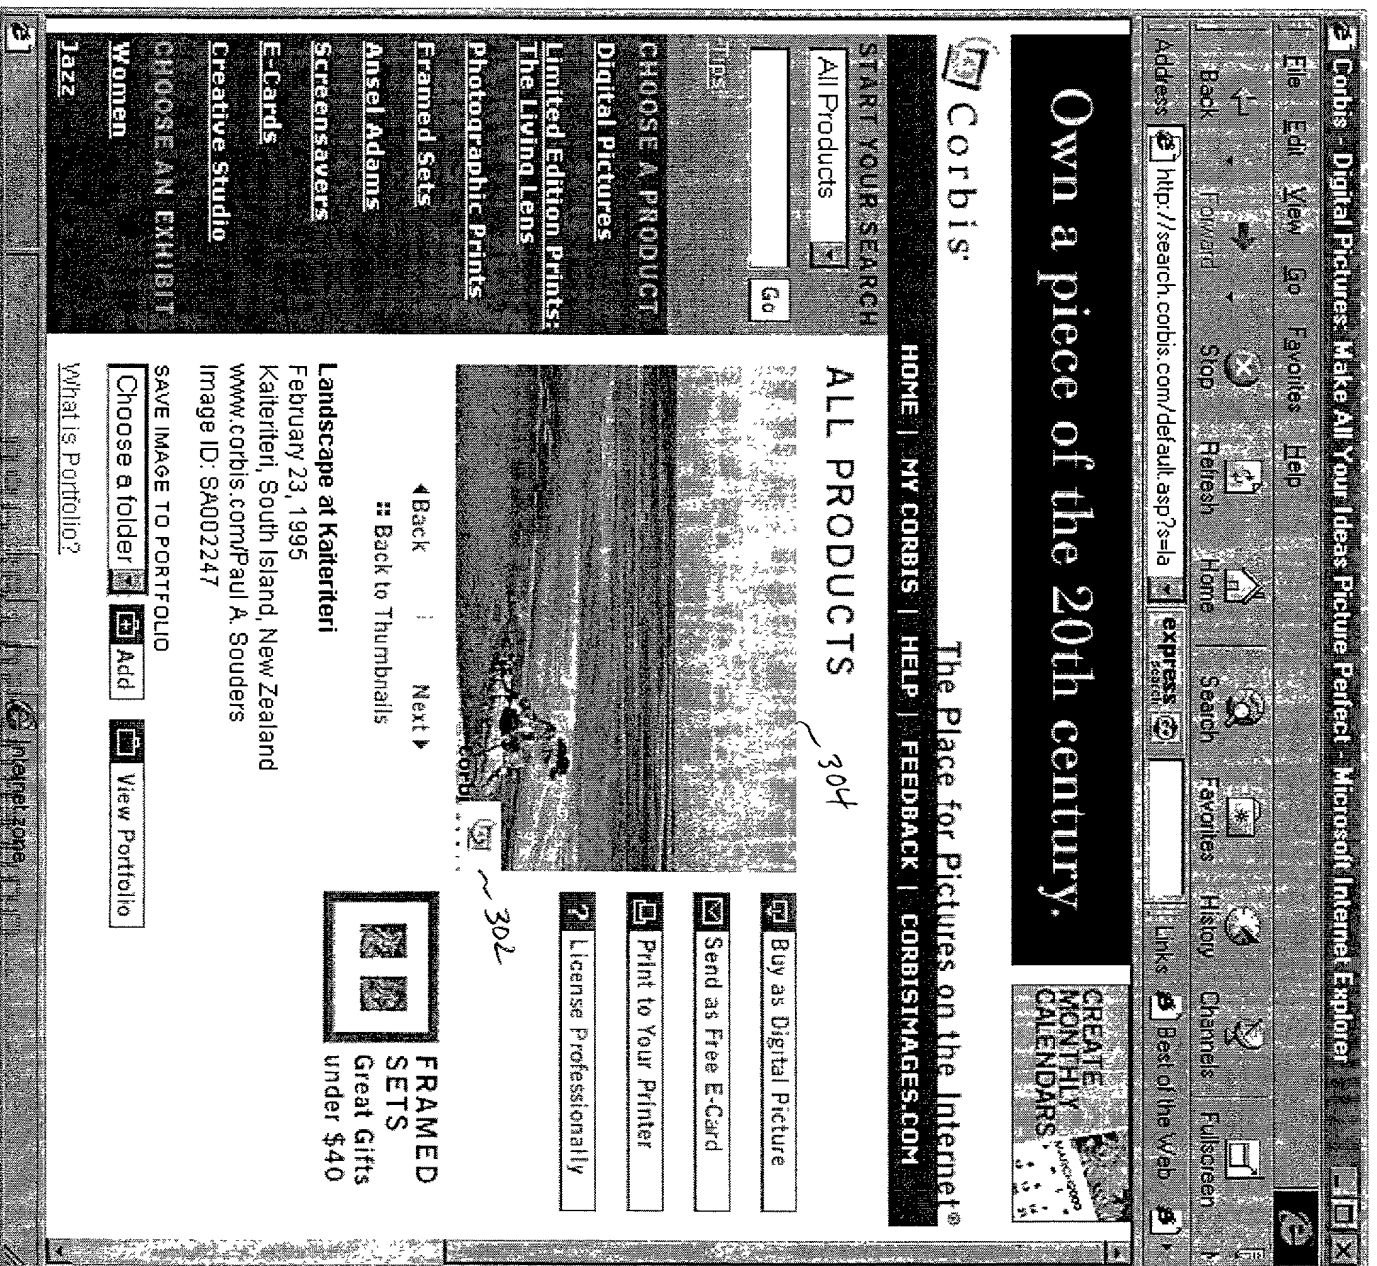 Corbis - Digital Pictures: Make All Your Ideas Picture Perfect - Microsoft Internet Explorer
File Edit View Go Favorites Help
Back Forward Stop Refresh Home Search Favorites History Channels Fullscreen
Address http://search.corbis.com/default.asp?s=la express search Links Best of the Web
Own a piece of the 20th century.
CREATE
MONTHLY
CALENDARS
MARCH 2000
Corbis
The Place for Pictures on the Internet®
HOME | MY CORBIS | HELP | FEEDBACK | CORBISIMAGES.COM
START YOUR SEARCH
All Products
Go
Tips
CHOOSE A PRODUCT
Digital Pictures
Limited Edition Prints:
The Living Lens
Photographic Prints
Framed Sets
Ansel Adams
Screensavers
E-Cards
Creative Studio
CHOOSE AN EXHIBIT
Women
Jazz
ALL PRODUCTS
304
302
Buy as Digital Picture
Send as Free E-Card
Print to Your Printer
? License Professionally
Back | Next
Back to Thumbnails
Landscape at Kaiteriteri
February 23, 1995
Kaiteriteri, South Island, New Zealand
www.corbis.com/Paul A. Souders
Image ID: SA002247
FRAMED
SETS
Great Gifts
under $40
SAVE IMAGE TO PORTFOLIO
Choose a folder Add View Portfolio
What is Portfolio?
Internet zone